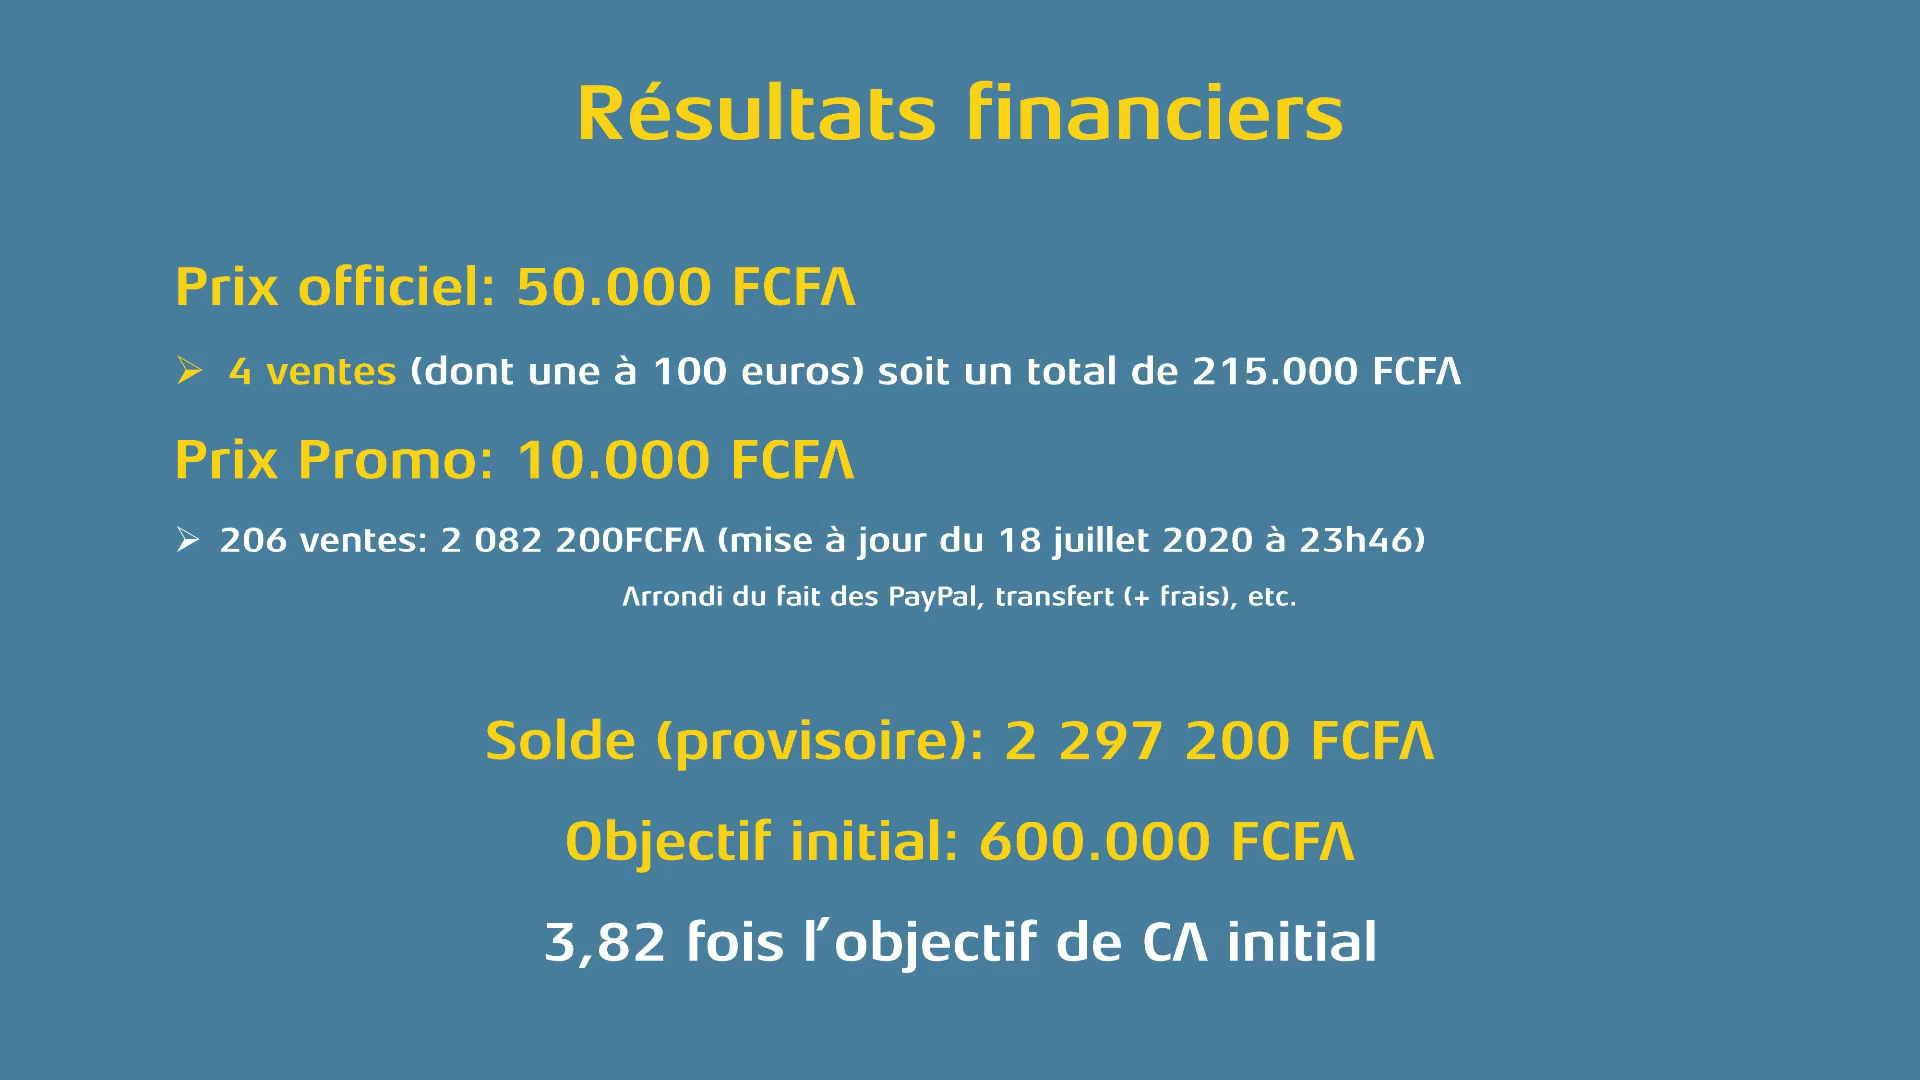 Résultats financiers
Prix officiel: 50.000 FCFA
➢ 4 ventes (dont une à 100 euros) soit un total de 215.000 FCFA
Prix Promo: 10.000 FCFA
➢ 206 ventes: 2 082 200FCFA (mise à jour du 18 juillet 2020 à 23h46)
Arrondi du fait des PayPal, transfert (+ frais), etc.
Solde (provisoire): 2 297 200 FCFA
Objectif initial: 600.000 FCFA
3,82 fois l’objectif de CA initial